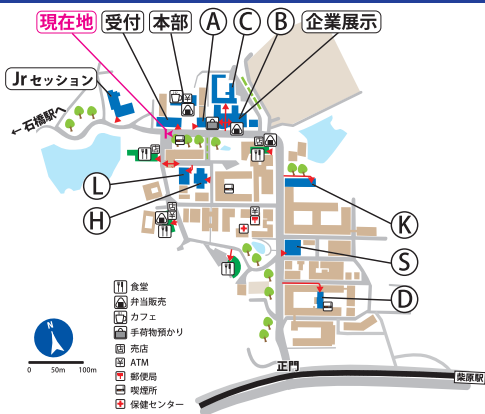 現在地 受付 本部 A C B 企業展示
Jr セッション
← 石橋駅へ
L
H
K
S
D
食堂
弁当販売
カフェ
手荷物預かり
売店
ATM
郵便局
喫煙所
保健センター
N
0 50m 100m
正門
柴原駅